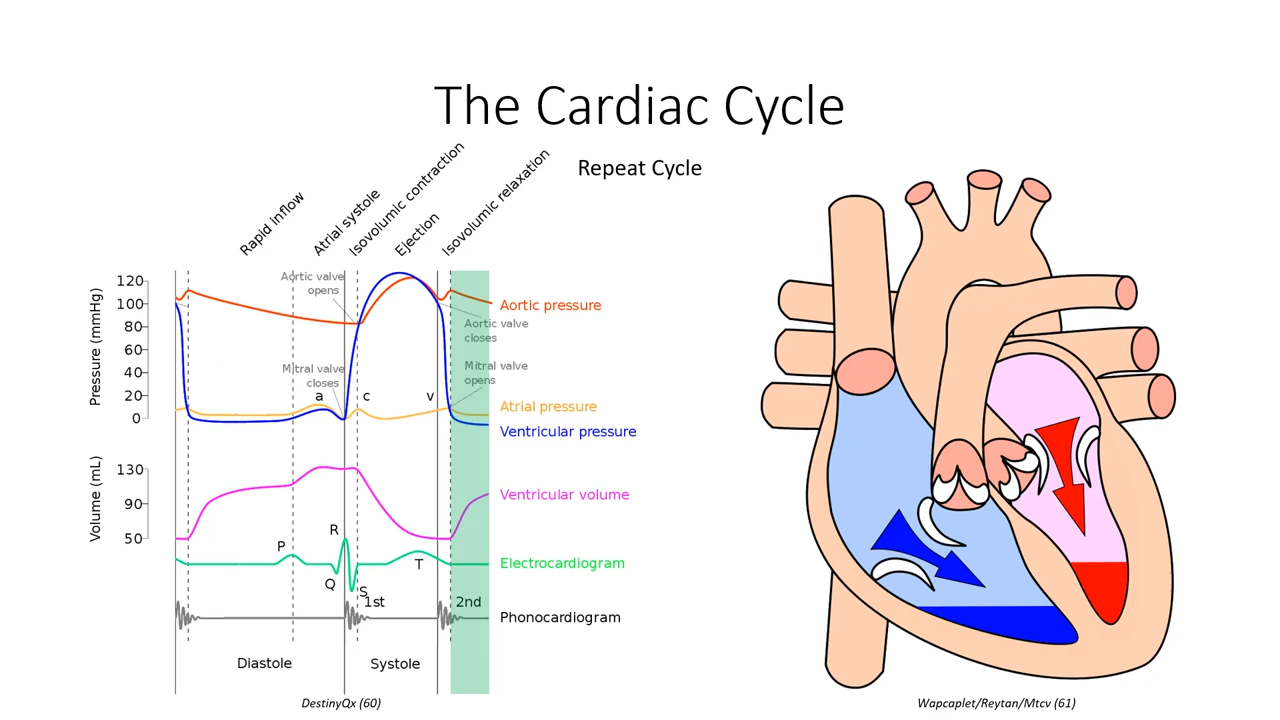 The Cardiac Cycle
Repeat Cycle
Rapid inflow
Atrial systole
Isovolumic contraction
Ejection
Isovolumic relaxation
Pressure (mmHg)
120
100
80
60
40
20
0
Aortic valve
opens
Mitral valve
closes
a
c
v
Aortic pressure
Aortic valve
closes
Mitral valve
opens
Atrial pressure
Ventricular pressure
Volume (mL)
130
90
50
Ventricular volume
R
P
Q
S
T
Electrocardiogram
1st
2nd
Phonocardiogram
Diastole
Systole
DestinyQx (60)
Wapcaplet/Reytan/Mtcv (61)